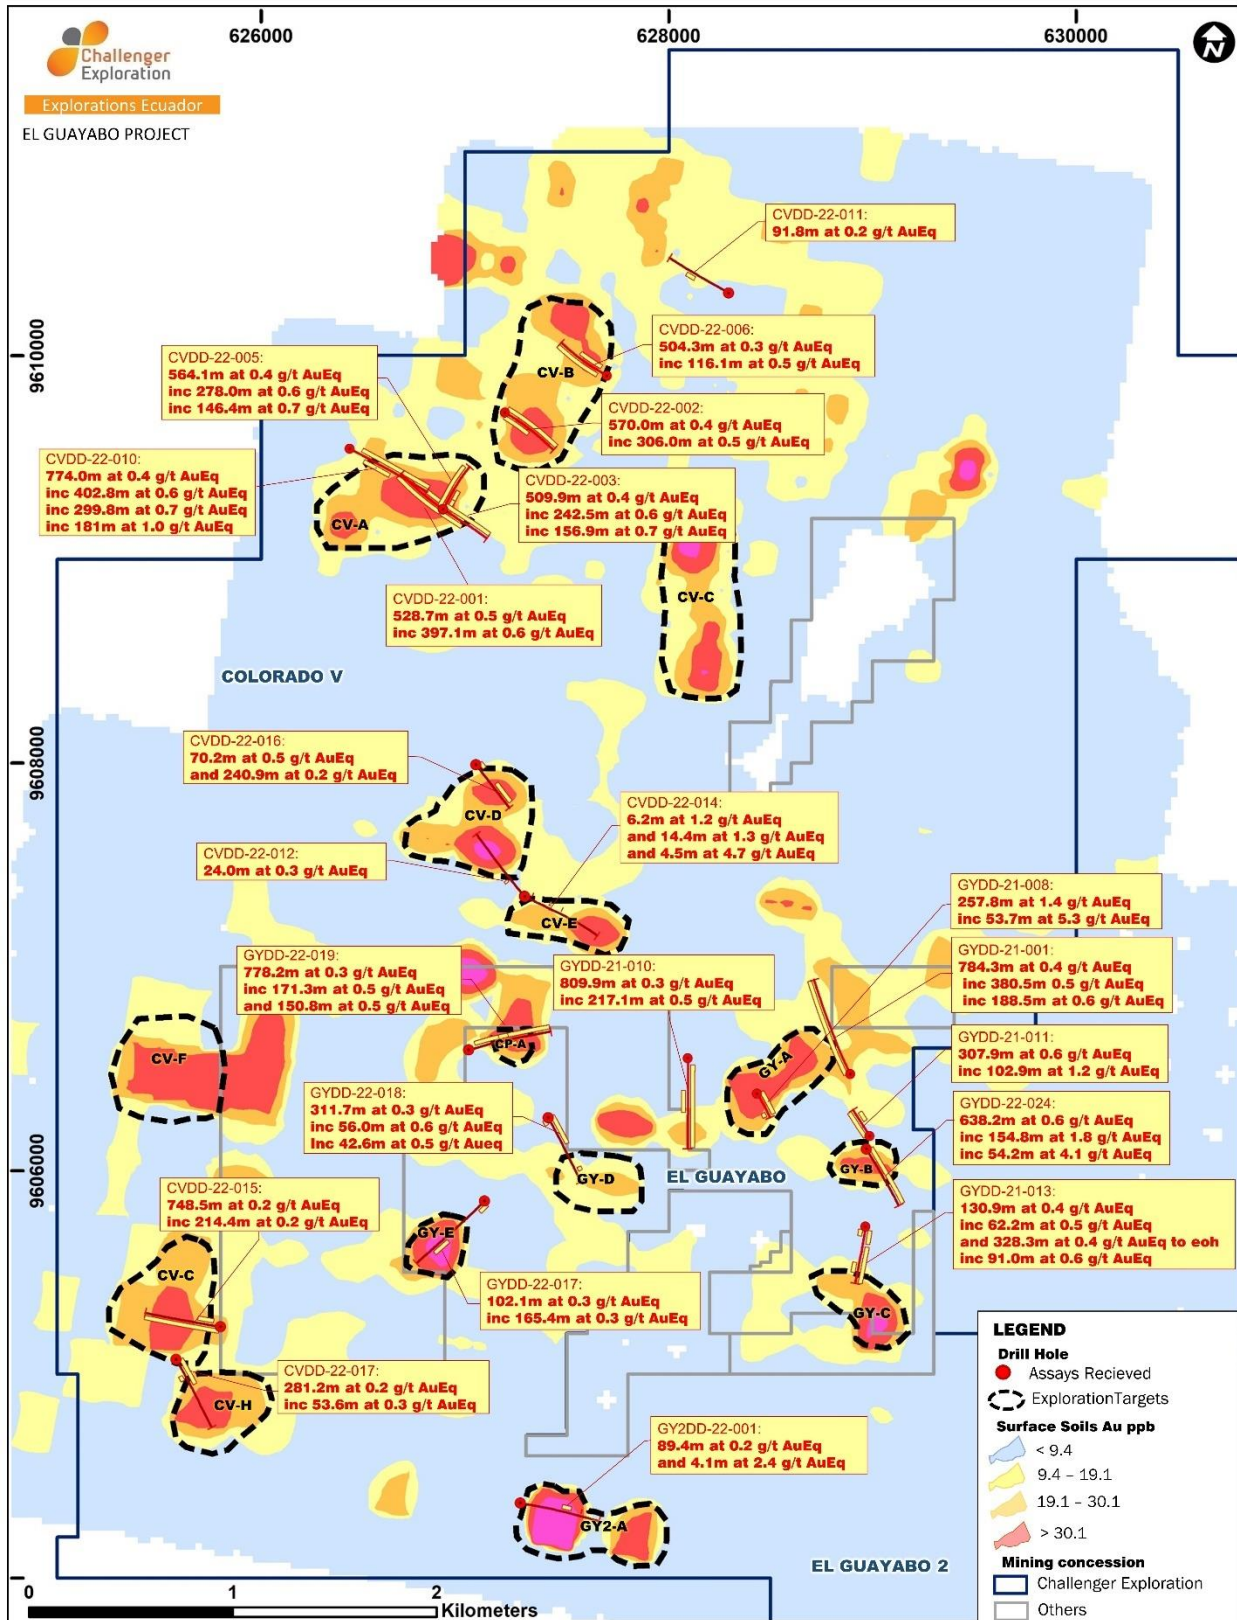 626000
628000
630000
N
Challenger
Exploration
Explorations Ecuador
EL GUAYABO PROJECT
CVDD-22-011:
91.8m at 0.2 g/t AuEq
9610000
CVDD-22-006:
504.3m at 0.3 g/t AuEq
inc 116.1m at 0.5 g/t AuEq
CV-B
CVDD-22-005:
564.1m at 0.4 g/t AuEq
inc 278.0m at 0.6 g/t AuEq
inc 146.4m at 0.7 g/t AuEq
CVDD-22-002:
570.0m at 0.4 g/t AuEq
inc 306.0m at 0.5 g/t AuEq
CVDD-22-010:
774.0m at 0.4 g/t AuEq
inc 402.8m at 0.6 g/t AuEq
inc 299.8m at 0.7 g/t AuEq
inc 181m at 1.0 g/t AuEq
CVDD-22-003:
509.9m at 0.4 g/t AuEq
inc 242.5m at 0.6 g/t AuEq
inc 156.9m at 0.7 g/t AuEq
CV-A
CVDD-22-001:
528.7m at 0.5 g/t AuEq
inc 397.1m at 0.6 g/t AuEq
CV-C
COLORADO V
9608000
CVDD-22-016:
70.2m at 0.5 g/t AuEq
and 240.9m at 0.2 g/t AuEq
CV-D
CVDD-22-014:
6.2m at 1.2 g/t AuEq
and 14.4m at 1.3 g/t AuEq
and 4.5m at 4.7 g/t AuEq
CVDD-22-012:
24.0m at 0.3 g/t AuEq
CV-E
GYDD-21-008:
257.8m at 1.4 g/t AuEq
inc 53.7m at 5.3 g/t AuEq
GYDD-22-019:
778.2m at 0.3 g/t AuEq
inc 171.3m at 0.5 g/t AuEq
and 150.8m at 0.5 g/t AuEq
GYDD-21-010:
809.9m at 0.3 g/t AuEq
inc 217.1m at 0.5 g/t AuEq
GYDD-21-001:
784.3m at 0.4 g/t AuEq
inc 380.5m at 0.5 g/t AuEq
inc 188.5m at 0.6 g/t AuEq
CV-F
CP-A
GY-A
GYDD-21-011:
307.9m at 0.6 g/t AuEq
inc 102.9m at 1.2 g/t AuEq
GYDD-22-018:
311.7m at 0.3 g/t AuEq
inc 56.0m at 0.6 g/t AuEq
Inc 42.6m at 0.5 g/t Aueq
GYDD-22-024:
638.2m at 0.6 g/t AuEq
inc 154.8m at 1.8 g/t AuEq
inc 54.2m at 4.1 g/t AuEq
9606000
GY-D
EL GUAYABO
GY-B
CVDD-22-015:
748.5m at 0.2 g/t AuEq
inc 214.4m at 0.2 g/t AuEq
GYDD-21-013:
130.9m at 0.4 g/t AuEq
inc 62.2m at 0.5 g/t AuEq
and 328.3m at 0.4 g/t AuEq to eoh
inc 91.0m at 0.6 g/t AuEq
GY-E
CV-C
GYDD-22-017:
102.1m at 0.3 g/t AuEq
inc 165.4m at 0.3 g/t AuEq
GY-C
CVDD-22-017:
281.2m at 0.2 g/t AuEq
inc 53.6m at 0.3 g/t AuEq
CV-H
GY2DD-22-001:
89.4m at 0.2 g/t AuEq
and 4.1m at 2.4 g/t AuEq
GY2-A
EL GUAYABO 2
LEGEND
Drill Hole
Assays Recieved
ExplorationTargets
Surface Soils Au ppb
< 9.4
9.4 – 19.1
19.1 – 30.1
> 30.1
Mining concession
Challenger Exploration
Others
0 1 2
Kilometers